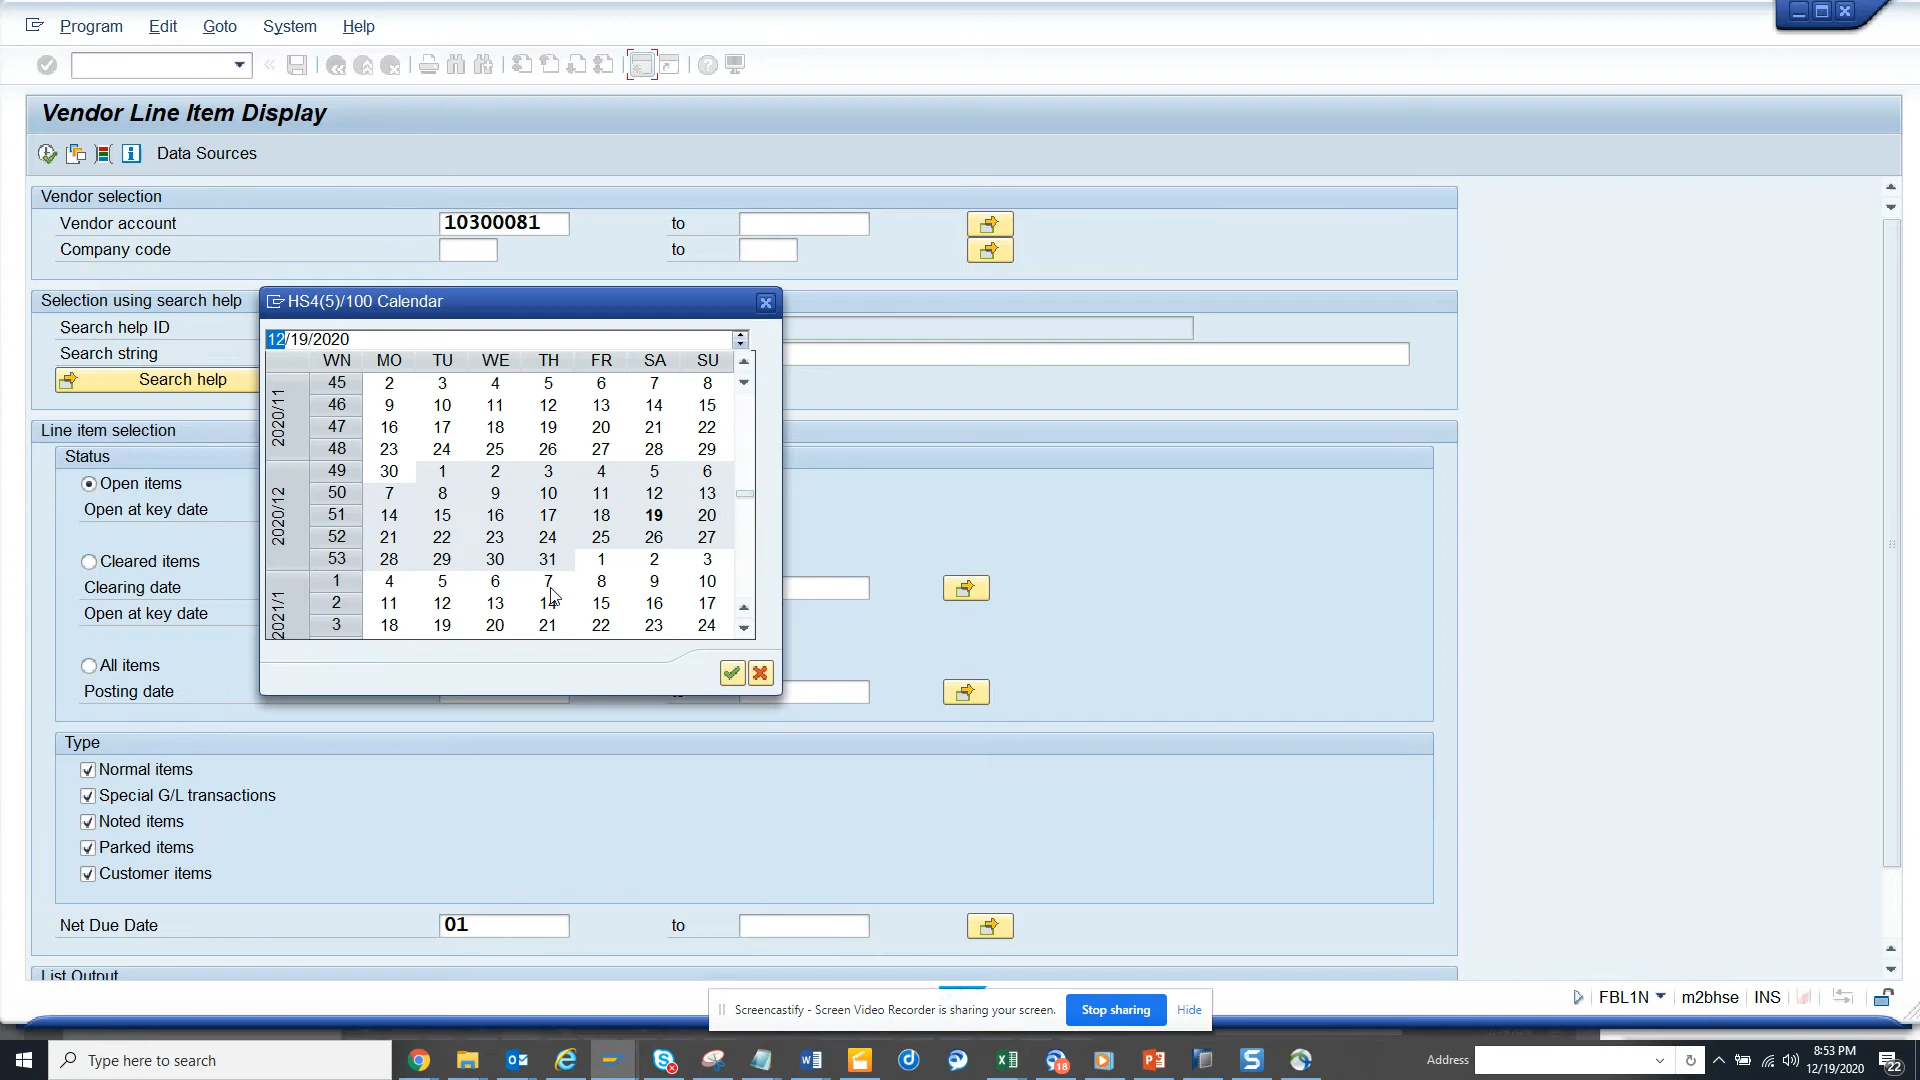 Program Edit Goto System Help
Vendor Line Item Display
Data Sources
Vendor selection
Vendor account 10300081 to
Company code to
Selection using search help
Search help ID
Search string
Search help
HS4(5)/100 Calendar
12/19/2020
WN MO TU WE TH FR SA SU
2020/11
45 2 3 4 5 6 7 8
46 9 10 11 12 13 14 15
47 16 17 18 19 20 21 22
48 23 24 25 26 27 28 29
2020/12
49 30 1 2 3 4 5 6
50 7 8 9 10 11 12 13
51 14 15 16 17 18 19 20
52 21 22 23 24 25 26 27
53 28 29 30 31 1 2 3
2021/1
1 4 5 6 7 8 9 10
2 11 12 13 14 15 16 17
3 18 19 20 21 22 23 24
Line item selection
Status
Open items
Open at key date
Cleared items
Clearing date
Open at key date
All items
Posting date
Type
Normal items
Special G/L transactions
Noted items
Parked items
Customer items
Net Due Date 01 to
List Output
Screencastify - Screen Video Recorder is sharing your screen. Stop sharing Hide
FBL1N m2bhse INS
Type here to search
18
Address
8:53 PM
12/19/2020
22